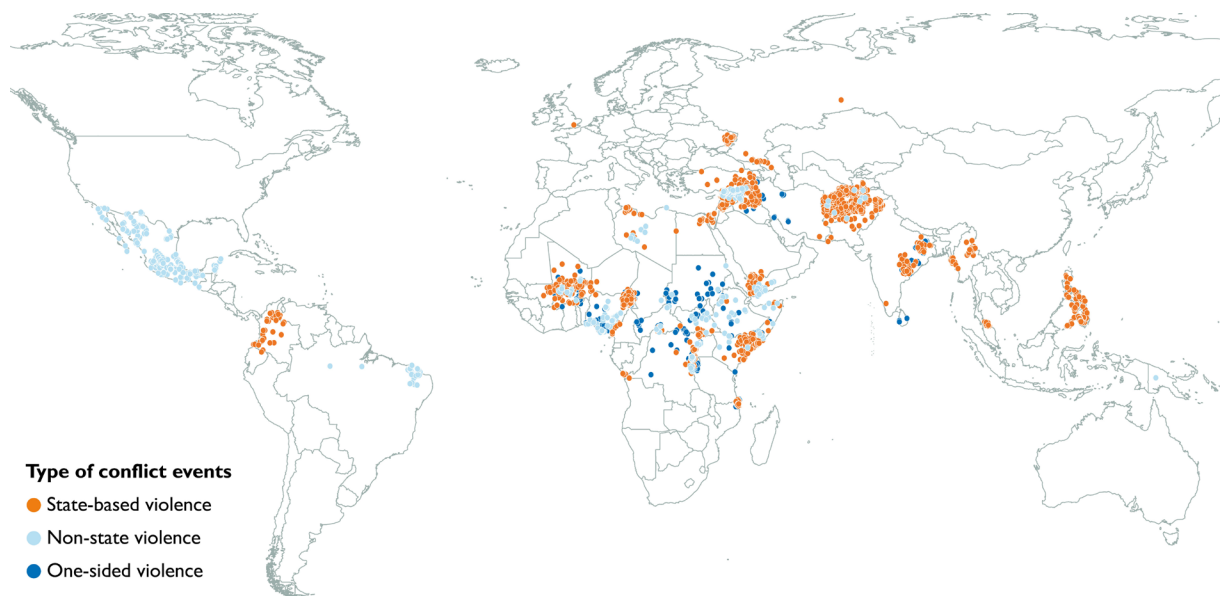 Type of conflict events
State-based violence
Non-state violence
One-sided violence